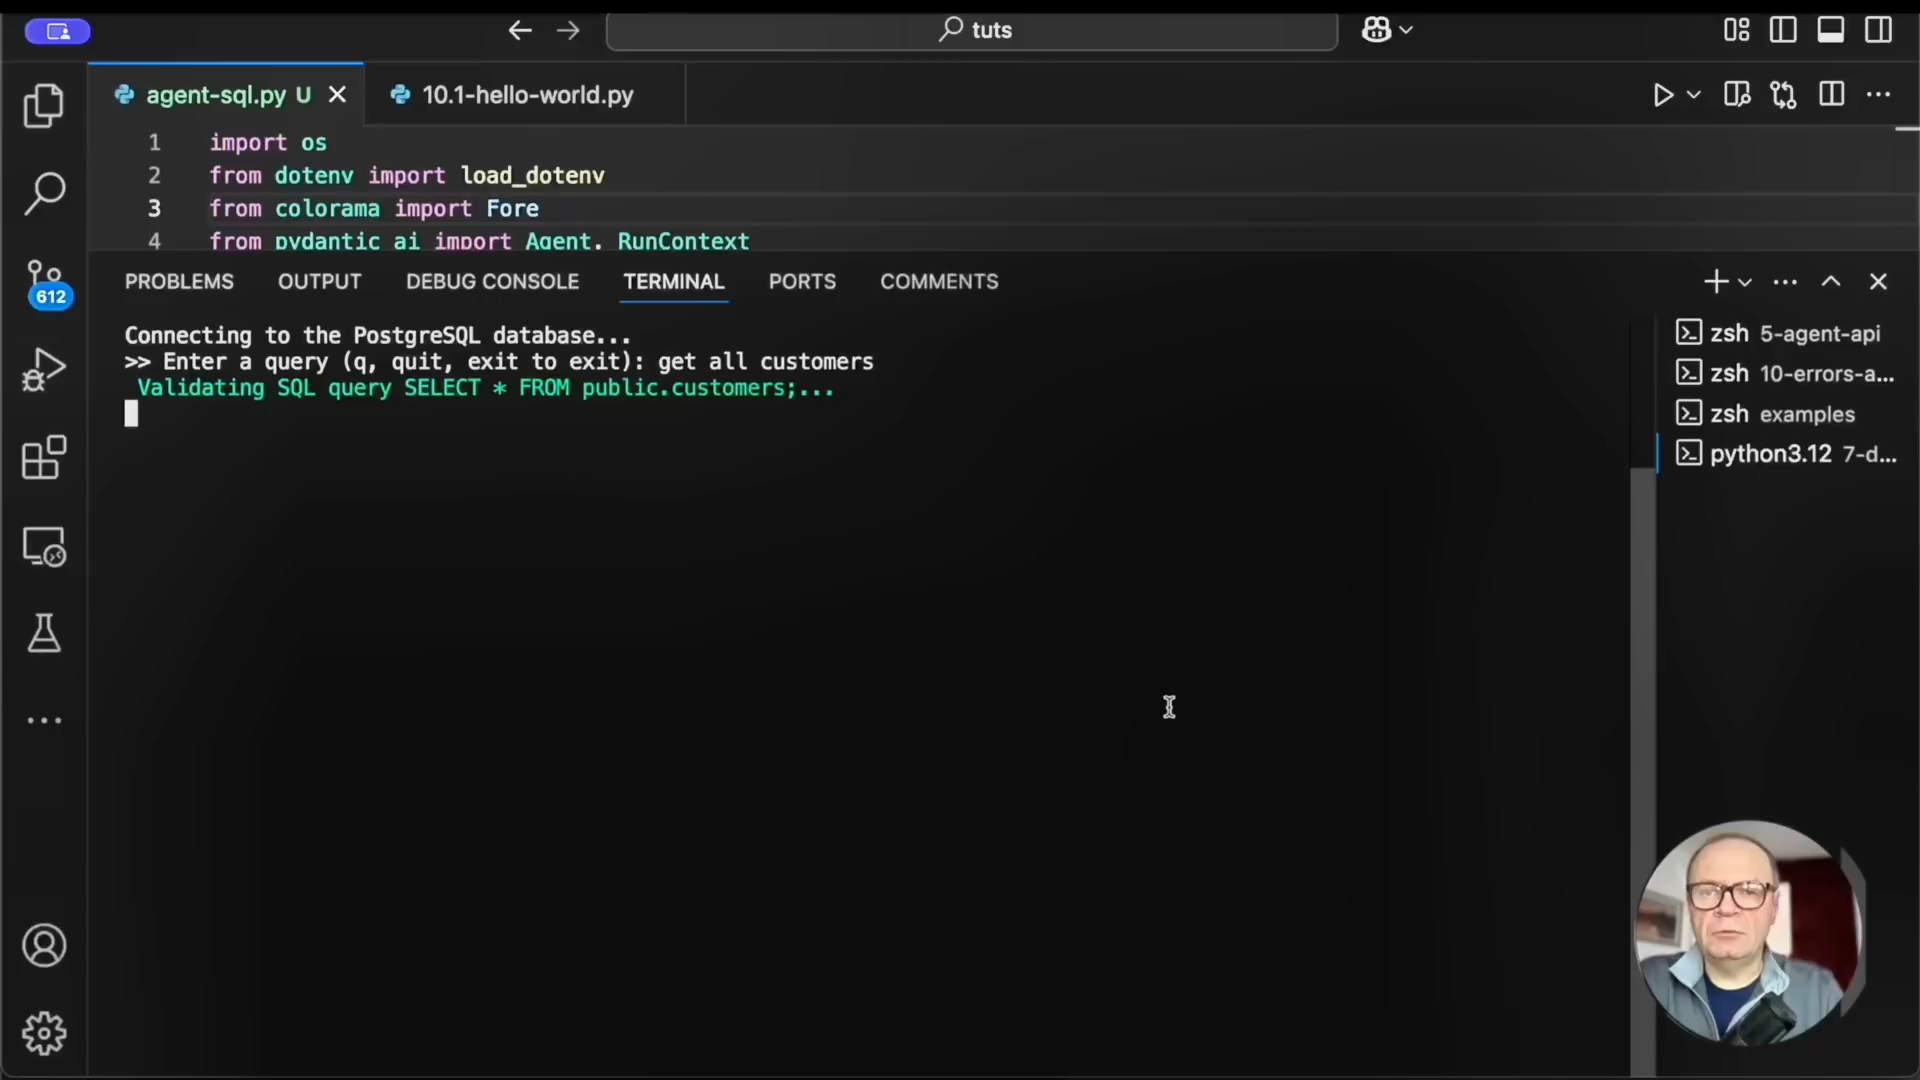 tuts
agent-sql.py U
10.1-hello-world.py
1 import os
2 from dotenv import load_dotenv
3 from colorama import Fore
4 from pydantic_ai import Agent, RunContext
612
PROBLEMS OUTPUT DEBUG CONSOLE TERMINAL PORTS COMMENTS
Connecting to the PostgreSQL database...
>> Enter a query (q, quit, exit to exit): get all customers
Validating SQL query SELECT * FROM public.customers;...
zsh 5-agent-api
zsh 10-errors-a...
zsh examples
python3.12 7-d...